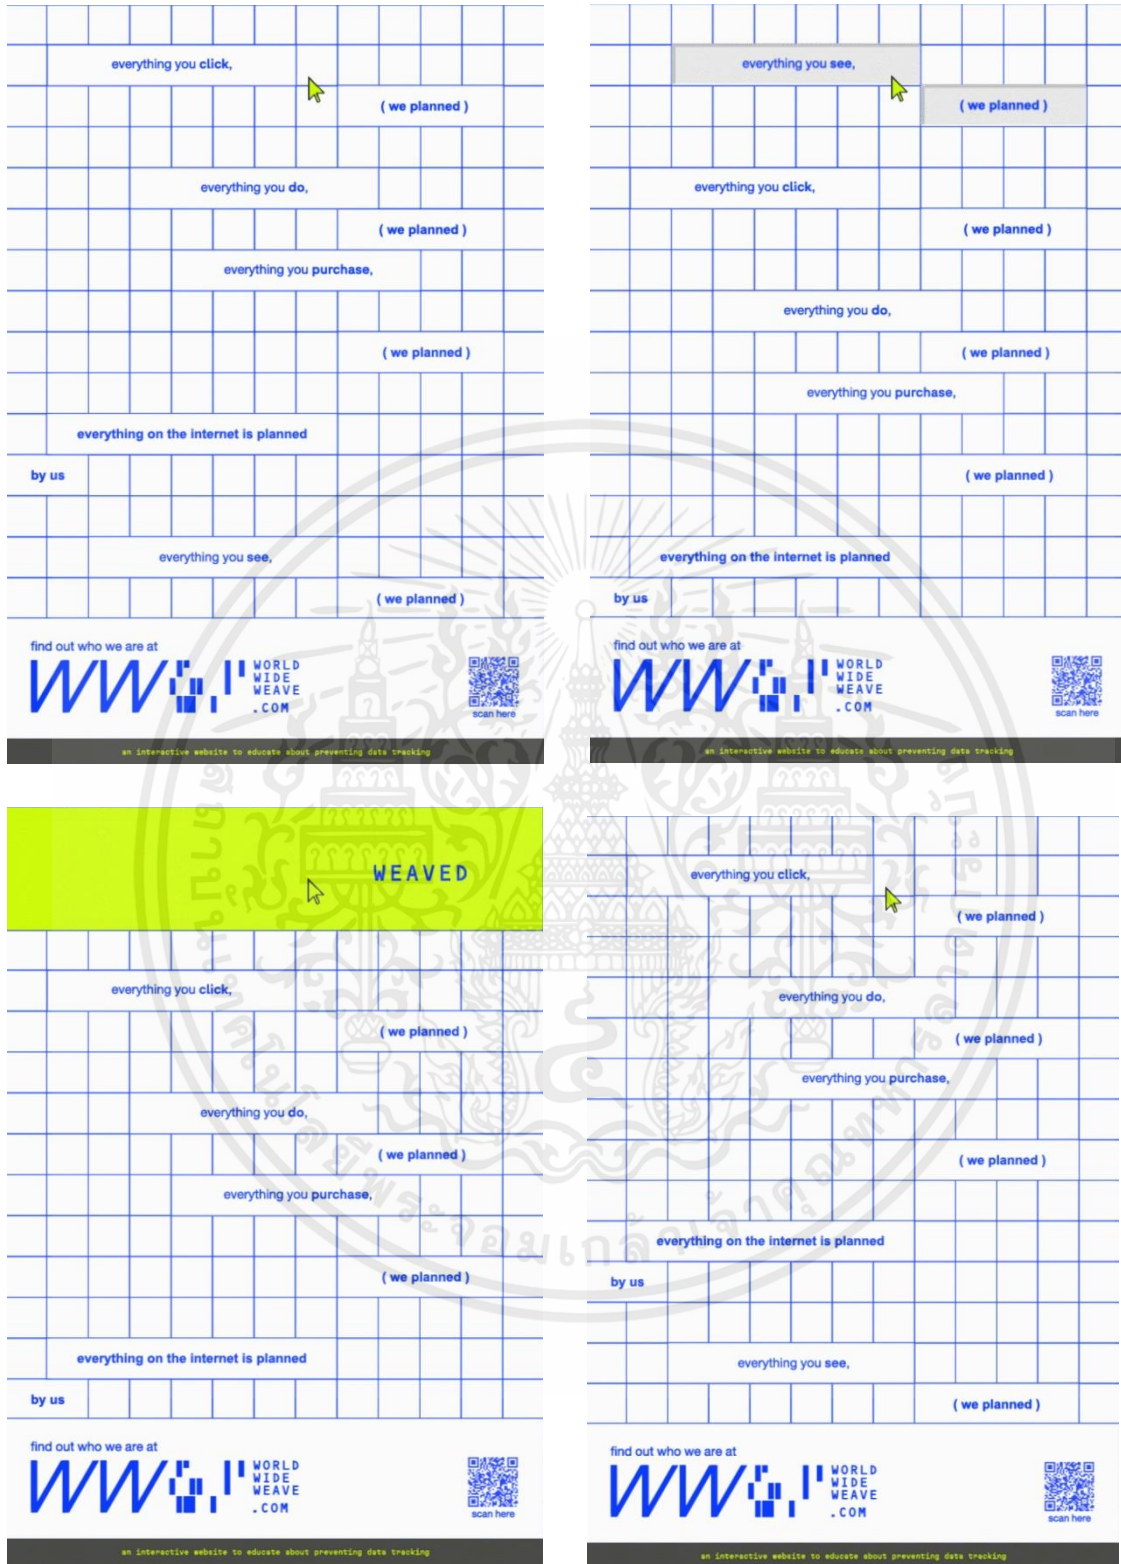 everything you click,
( we planned )
everything you do,
( we planned )
everything you purchase,
( we planned )
everything on the internet is planned
by us
everything you see,
( we planned )
find out who we are at
WWW
WORLD
WIDE
WEAVE
.COM
scan here
an interactive website to educate about preventing data tracking
everything you see,
( we planned )
everything you click,
( we planned )
everything you do,
( we planned )
everything you purchase,
( we planned )
everything on the internet is planned
by us
find out who we are at
WWW
WORLD
WIDE
WEAVE
.COM
scan here
an interactive website to educate about preventing data tracking
WEAVED
everything you click,
( we planned )
everything you do,
( we planned )
everything you purchase,
( we planned )
everything on the internet is planned
by us
find out who we are at
WWW
WORLD
WIDE
WEAVE
.COM
scan here
an interactive website to educate about preventing data tracking
everything you click,
( we planned )
everything you do,
( we planned )
everything you purchase,
( we planned )
everything on the internet is planned
by us
everything you see,
( we planned )
find out who we are at
WWW
WORLD
WIDE
WEAVE
.COM
scan here
an interactive website to educate about preventing data tracking